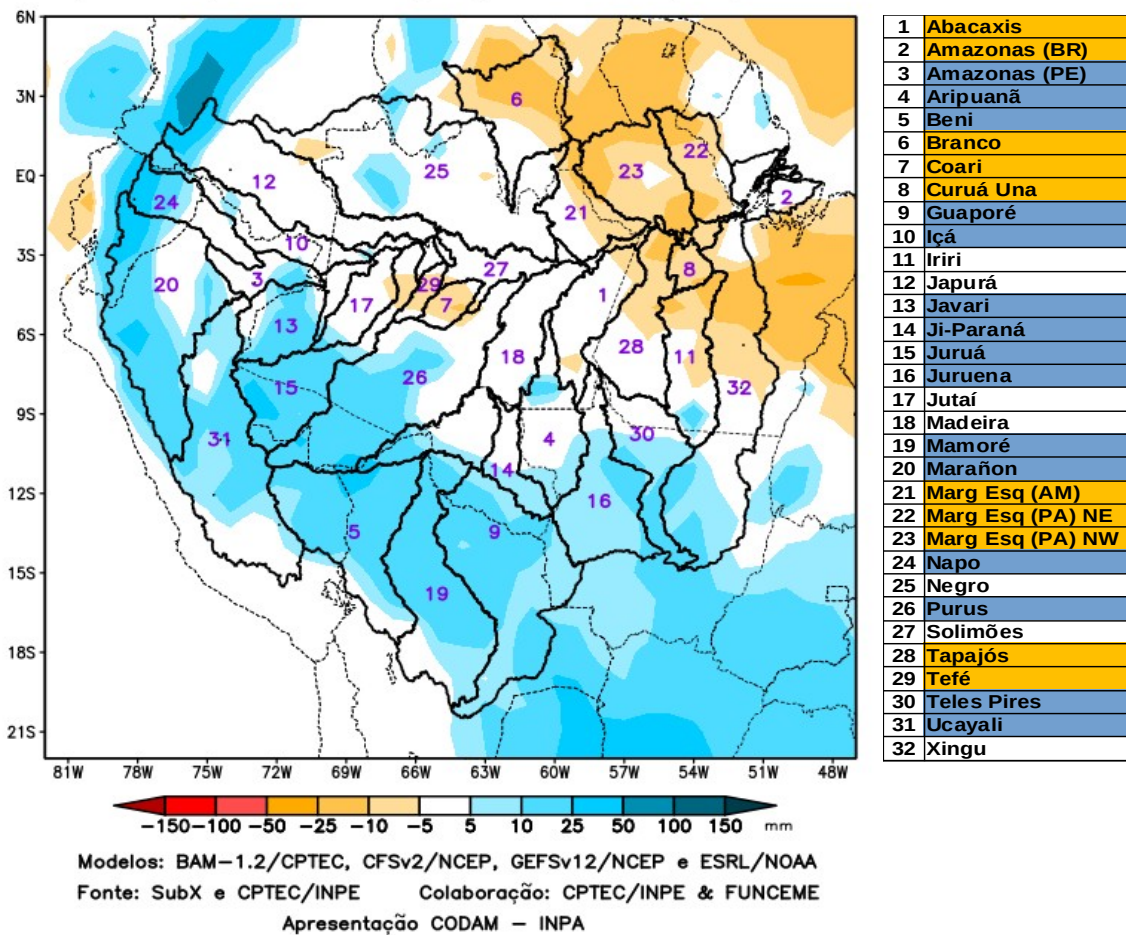 6N
3N
EQ
3S
6S
9S
12S
15S
18S
21S
81W 78W 75W 72W 69W 66W 63W 60W 57W 54W 51W 48W
6
22
23
25
12
24
2
21
10
27
3
20
29
8
7
1
17
13
28
18
11
15
26
32
31
30
4
14
16
5
9
19
-150 -100 -50 -25 -10 -5 5 10 25 50 100 150 mm
Modelos: BAM-1.2/CPTEC, CFSv2/NCEP, GEFSv12/NCEP e ESRL/NOAA
Fonte: SubX e CPTEC/INPE Colaboração: CPTEC/INPE & FUNCEME
Apresentação CODAM - INPA
1 Abacaxis
2 Amazonas (BR)
3 Amazonas (PE)
4 Aripuanã
5 Beni
6 Branco
7 Coari
8 Curuá Una
9 Guaporé
10 Içá
11 Iriri
12 Japurá
13 Javari
14 Ji-Paraná
15 Juruá
16 Juruena
17 Jutaí
18 Madeira
19 Mamoré
20 Marañon
21 Marg Esq (AM)
22 Marg Esq (PA) NE
23 Marg Esq (PA) NW
24 Napo
25 Negro
26 Purus
27 Solimões
28 Tapajós
29 Tefé
30 Teles Pires
31 Ucayali
32 Xingu